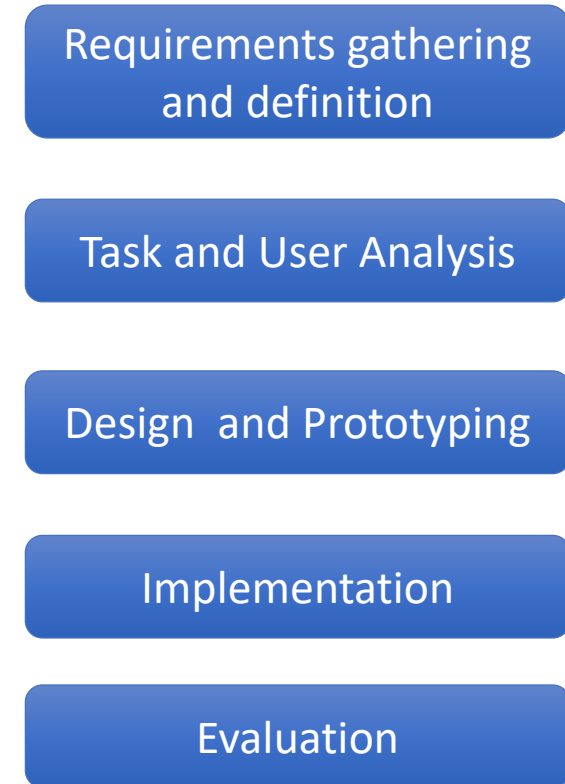 Requirements gathering
and definition
Task and User Analysis
Design  and Prototyping
Implementation
Evaluation